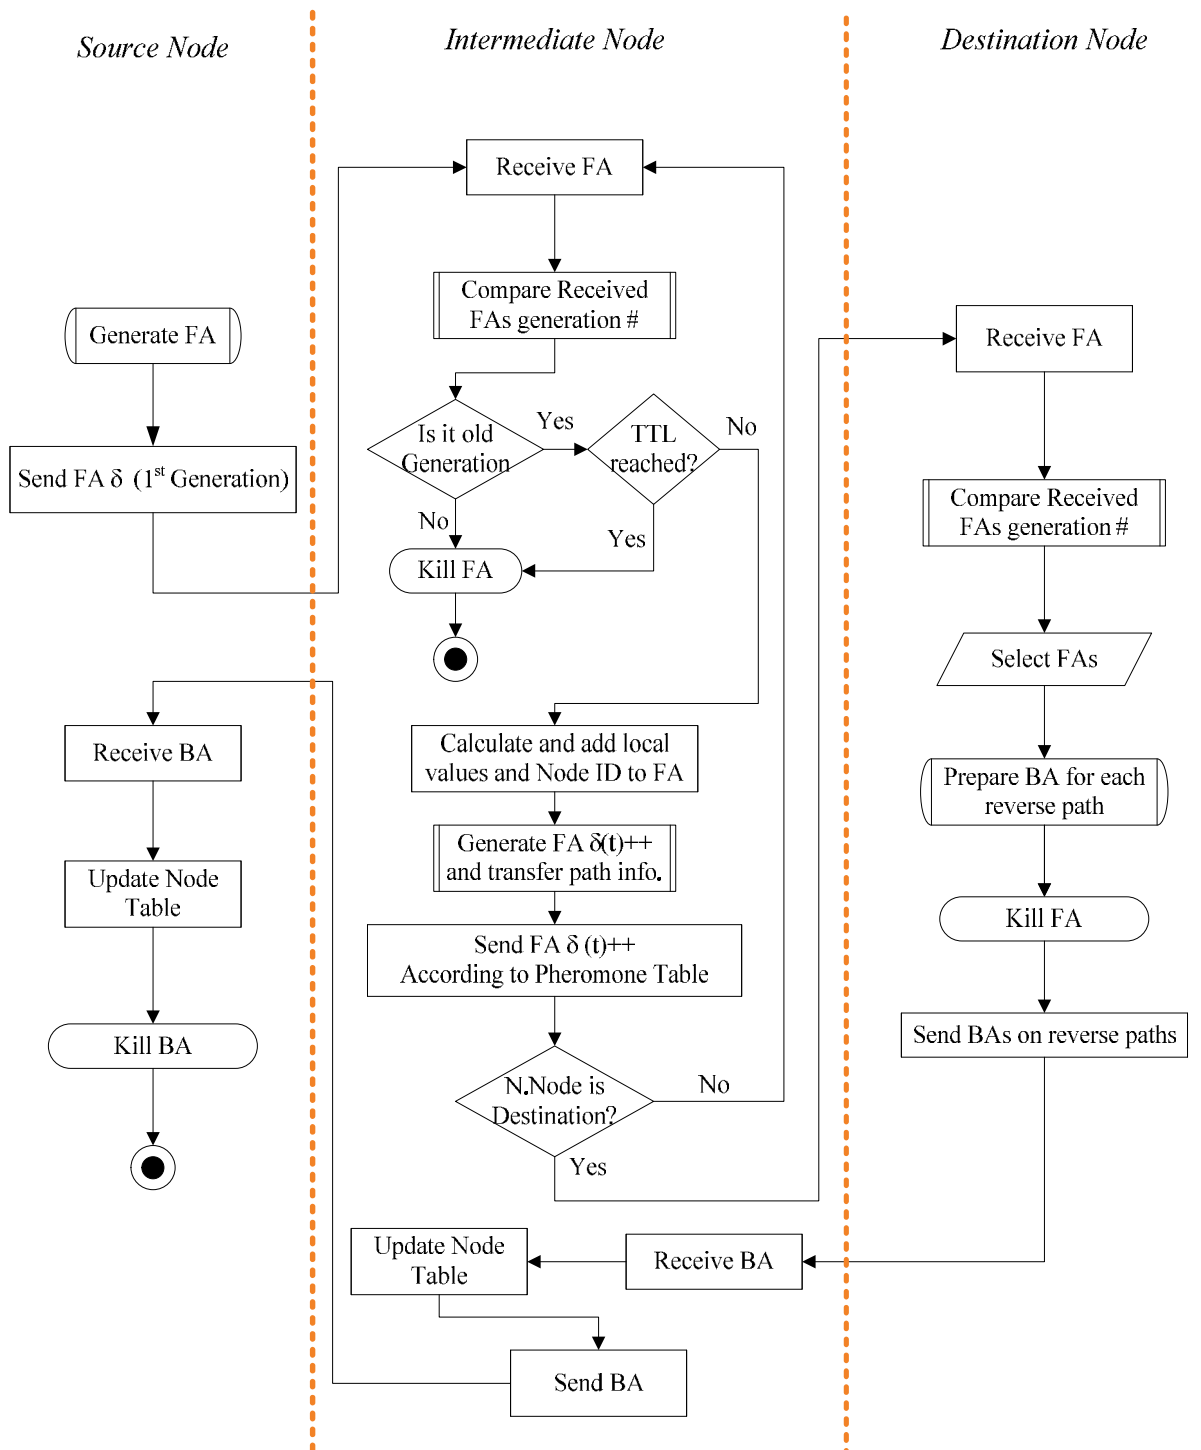 Source Node
Intermediate Node
Destination Node
Generate FA
Send FA δ (1st Generation)
Receive BA
Update Node
Table
Kill BA
Receive FA
Compare Received
FAs generation #
Is it old
Generation
Yes
No
TTL
reached?
No
Yes
Kill FA
Calculate and add local
values and Node ID to FA
Generate FA δ(t)++
and transfer path info.
Send FA δ (t)++
According to Pheromone Table
N.Node is
Destination?
No
Yes
Update Node
Table
Receive BA
Send BA
Receive FA
Compare Received
FAs generation #
Select FAs
Prepare BA for each
reverse path
Kill FA
Send BAs on reverse paths